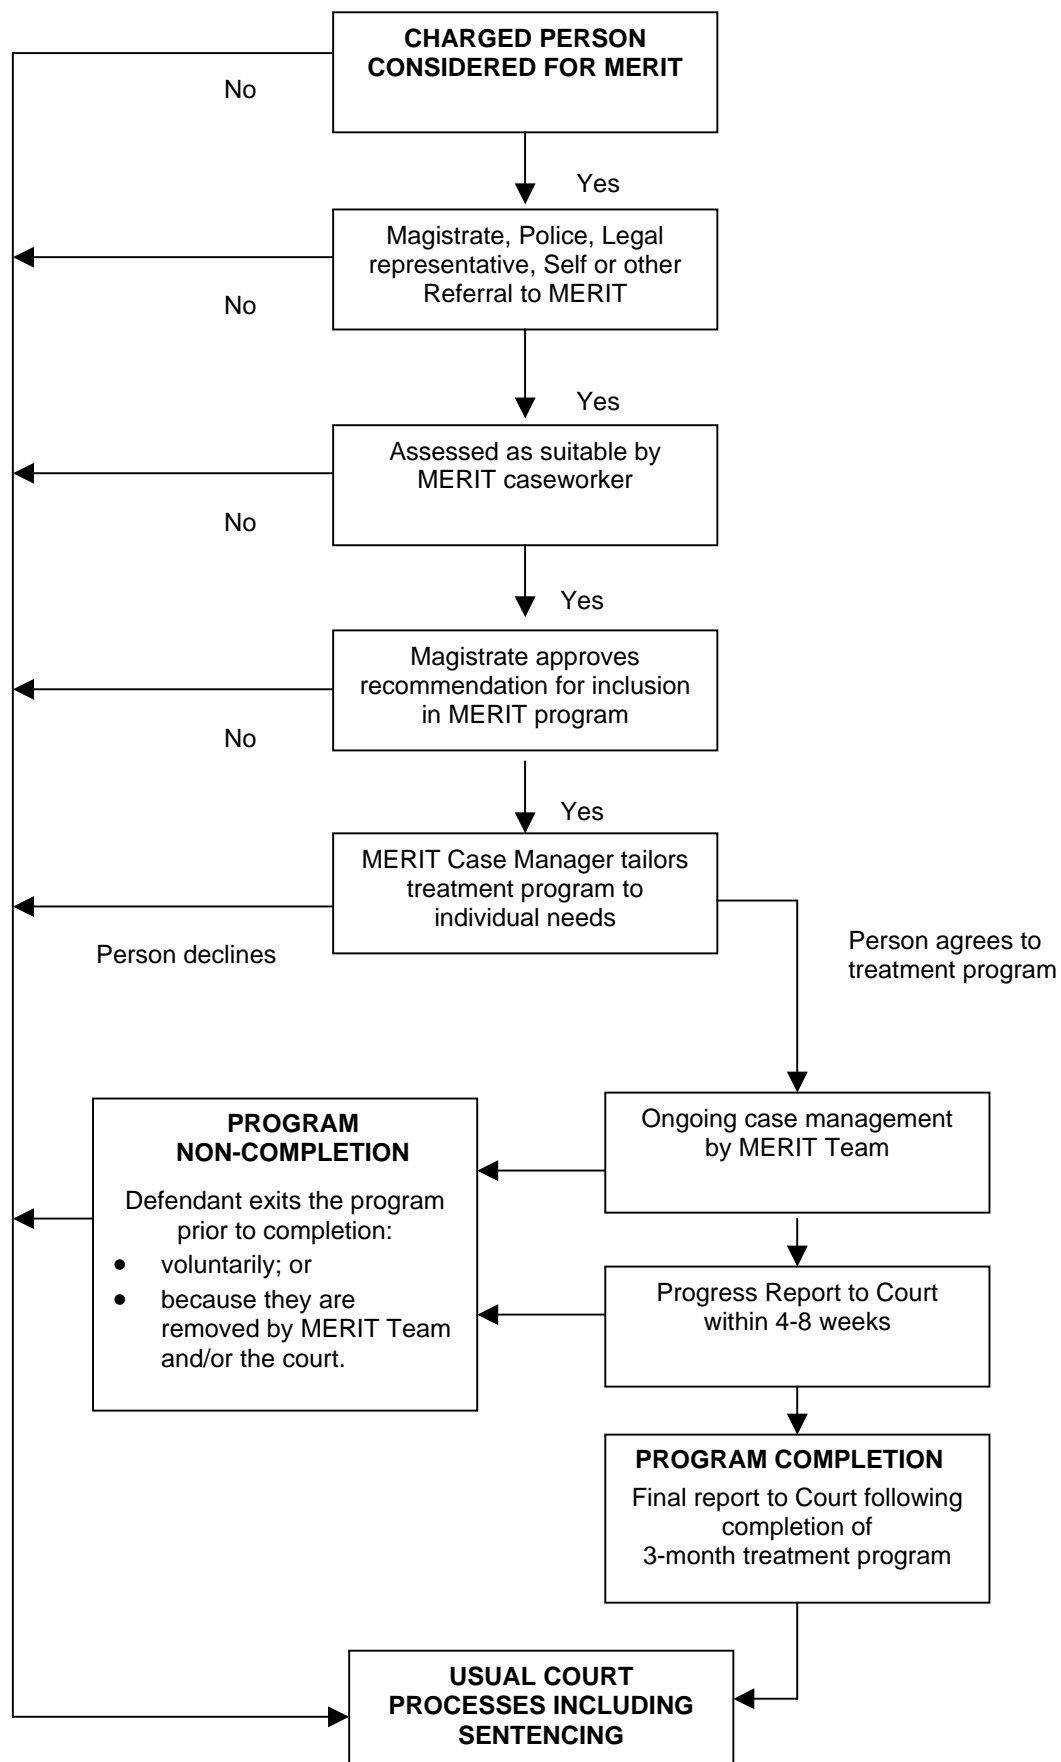 CHARGED PERSON
CONSIDERED FOR MERIT
No
Yes
Magistrate, Police, Legal
representative, Self or other
Referral to MERIT
No
Yes
Assessed as suitable by
MERIT caseworker
No
Yes
Magistrate approves
recommendation for inclusion
in MERIT program
No
Yes
MERIT Case Manager tailors
treatment program to
individual needs
Person declines
Person agrees to
treatment program
Ongoing case management
by MERIT Team
PROGRAM
NON-COMPLETION
Defendant exits the program
prior to completion:
• voluntarily; or
• because they are
removed by MERIT Team
and/or the court.
Progress Report to Court
within 4-8 weeks
PROGRAM COMPLETION
Final report to Court following
completion of
3-month treatment program
USUAL COURT
PROCESSES INCLUDING
SENTENCING